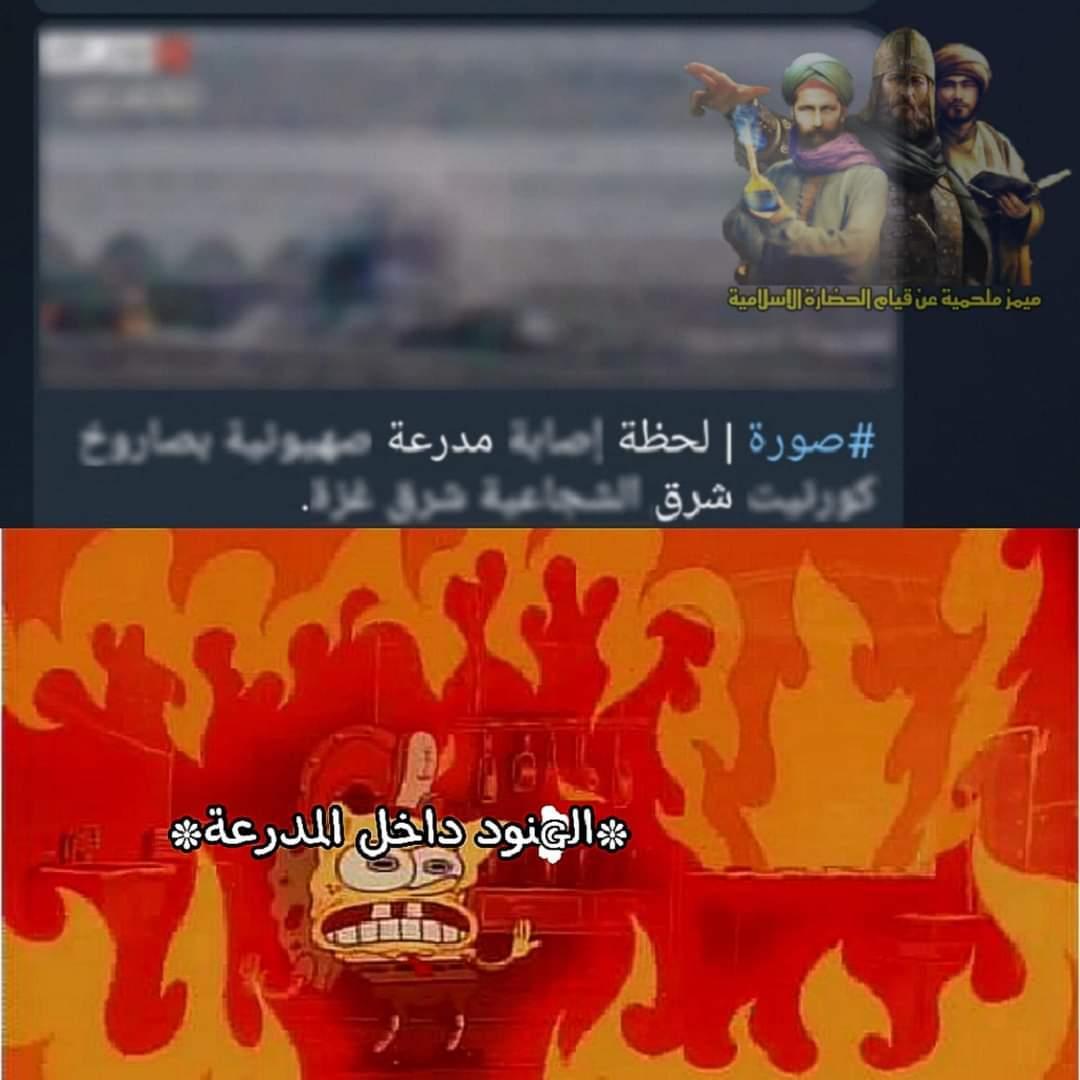 ميمز ملحمية عن قيام الحضارة الاسلامية
#صورة | لحظة إصابة مدرعة صهيونية بصاروخ
كورنيت شرق الشجاعية شرق غزة.
*الجنود داخل المدرعة*